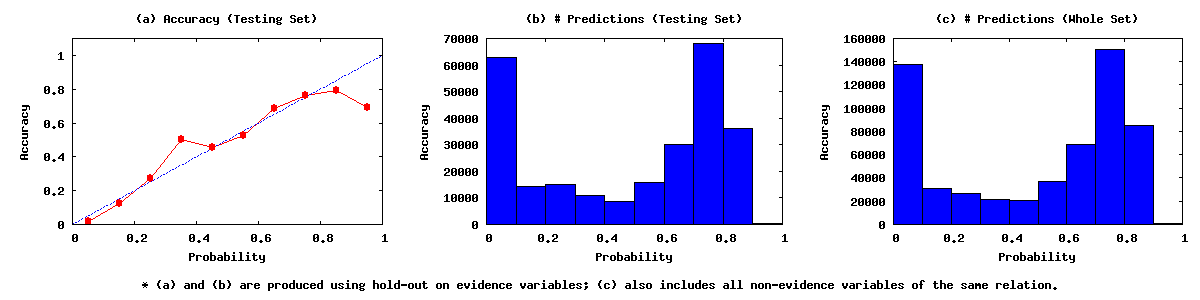 (a) Accuracy (Testing Set)
1
0.8
0.6
0.4
0.2
0
0 0.2 0.4 0.6 0.8 1
Accuracy
Probability
(b) # Predictions (Testing Set)
70000
60000
50000
40000
30000
20000
10000
0
0 0.2 0.4 0.6 0.8 1
Accuracy
Probability
(c) # Predictions (Whole Set)
160000
140000
120000
100000
80000
60000
40000
20000
0
0 0.2 0.4 0.6 0.8 1
Accuracy
Probability
* (a) and (b) are produced using hold-out on evidence variables; (c) also includes all non-evidence variables of the same relation.